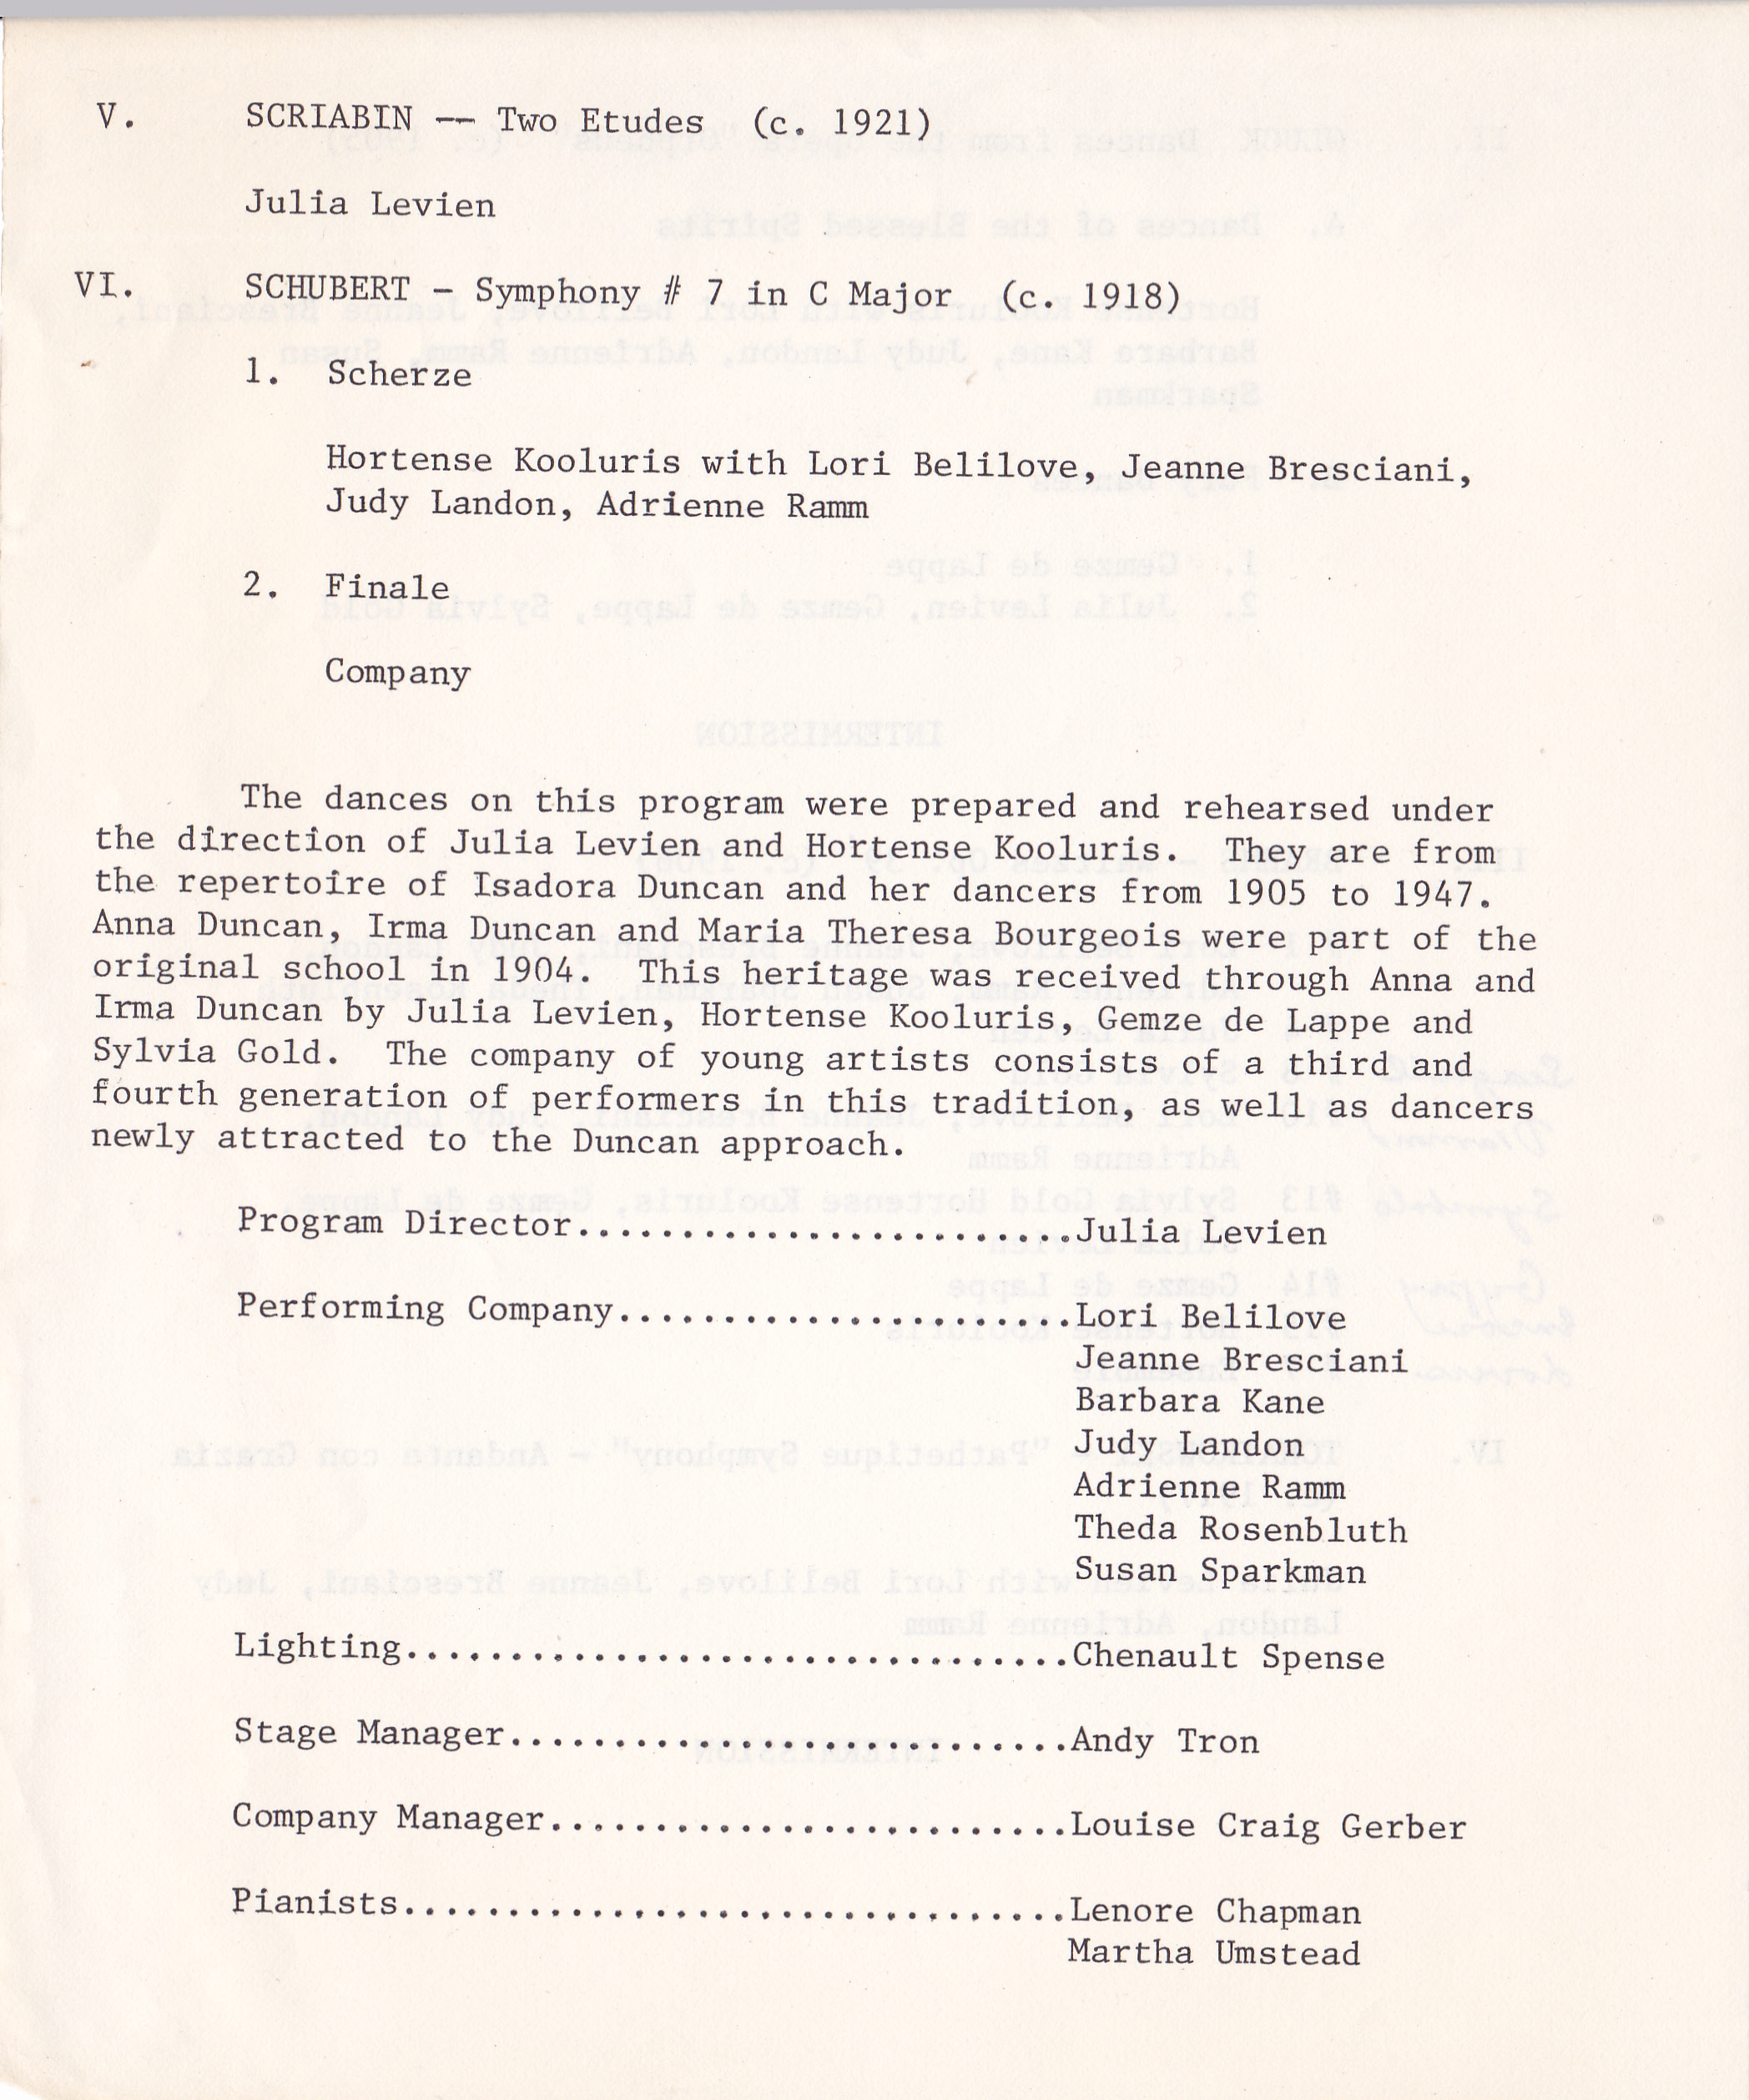 V. SCRIABIN -- Two Etudes (c. 1921)
Julia Levien
VI. SCHUBERT - Symphony # 7 in C Major (c. 1918)
1. Scherze
Hortense Kooluris with Lori Belilove, Jeanne Bresciani,
Judy Landon, Adrienne Ramm
2. Finale
Company
The dances on this program were prepared and rehearsed under
the direction of Julia Levien and Hortense Kooluris. They are from
the repertoire of Isadora Duncan and her dancers from 1905 to 1947.
Anna Duncan, Irma Duncan and Maria Theresa Bourgeois were part of the
original school in 1904. This heritage was received through Anna and
Irma Duncan by Julia Levien, Hortense Kooluris, Gemze de Lappe and
Sylvia Gold. The company of young artists consists of a third and
fourth generation of performers in this tradition, as well as dancers
newly attracted to the Duncan approach.
Program Director........................Julia Levien
Performing Company......................Lori Belilove
Jeanne Bresciani
Barbara Kane
Judy Landon
Adrienne Ramm
Theda Rosenbluth
Susan Sparkman
Lighting................................Chenault Spense
Stage Manager...........................Andy Tron
Company Manager.........................Louise Craig Gerber
Pianists................................Lenore Chapman
Martha Umstead